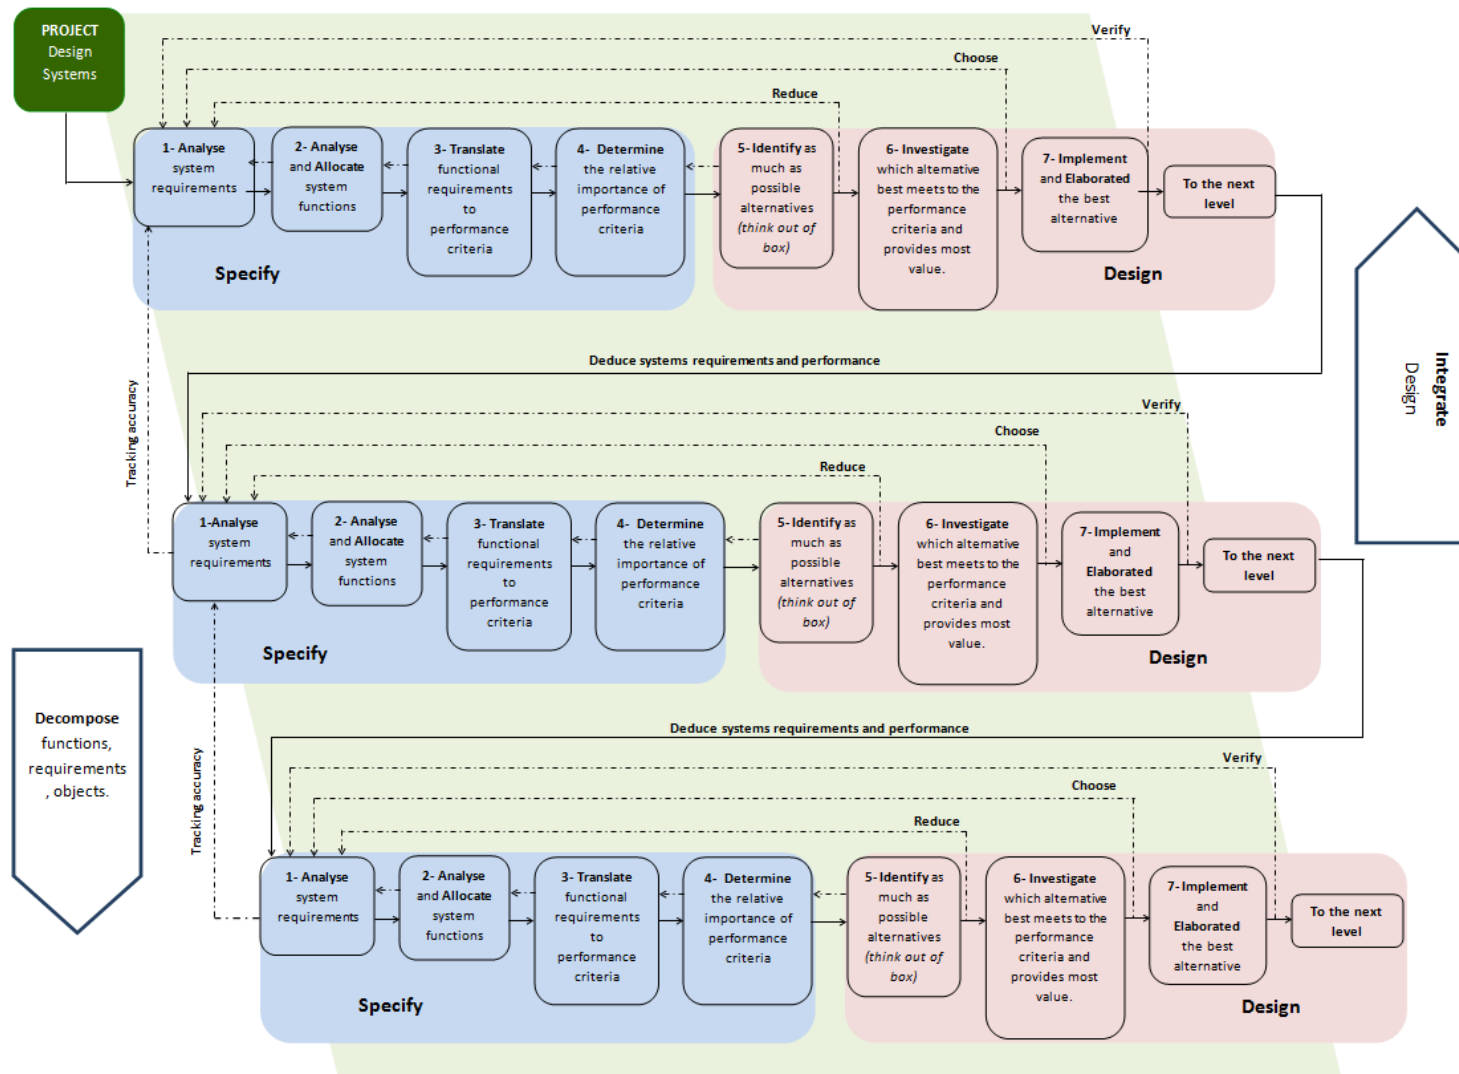 PROJECT
Design
Systems
Verify
Choose
Reduce
1- Analyse
system
requirements
2- Analyse
and Allocate
system
functions
3- Translate
functional
requirements
to
performance
criteria
4- Determine
the relative
importance of
performance
criteria
5- Identify as
much as
possible
alternatives
(think out of
box)
6- Investigate
which alternative
best meets to the
performance
criteria and
provides most
value.
7- Implement
and Elaborated
the best
alternative
To the next
level
Specify
Design
Deduce systems requirements and performance
Tracking accuracy
Integrate
Design
Verify
Choose
Reduce
1-Analyse
system
requirements
2- Analyse
and Allocate
system
functions
3- Translate
functional
requirements
to
performance
criteria
4- Determine
the relative
importance of
performance
criteria
5- Identify as
much as
possible
alternatives
(think out of
box)
6- Investigate
which alternative
best meets to the
performance
criteria and
provides most
value.
7- Implement
and
Elaborated
the best
alternative
To the next
level
Specify
Design
Decompose
functions,
requirements
, objects.
Deduce systems requirements and performance
Tracking accuracy
Verify
Choose
Reduce
1- Analyse
system
requirements
2- Analyse
and Allocate
system
functions
3- Translate
functional
requirements
to
performance
criteria
4- Determine
the relative
importance of
performance
criteria
5- Identify as
much as
possible
alternatives
(think out of
box)
6- Investigate
which alternative
best meets to the
performance
criteria and
provides most
value.
7- Implement
and
Elaborated
the best
alternative
To the next
level
Specify
Design